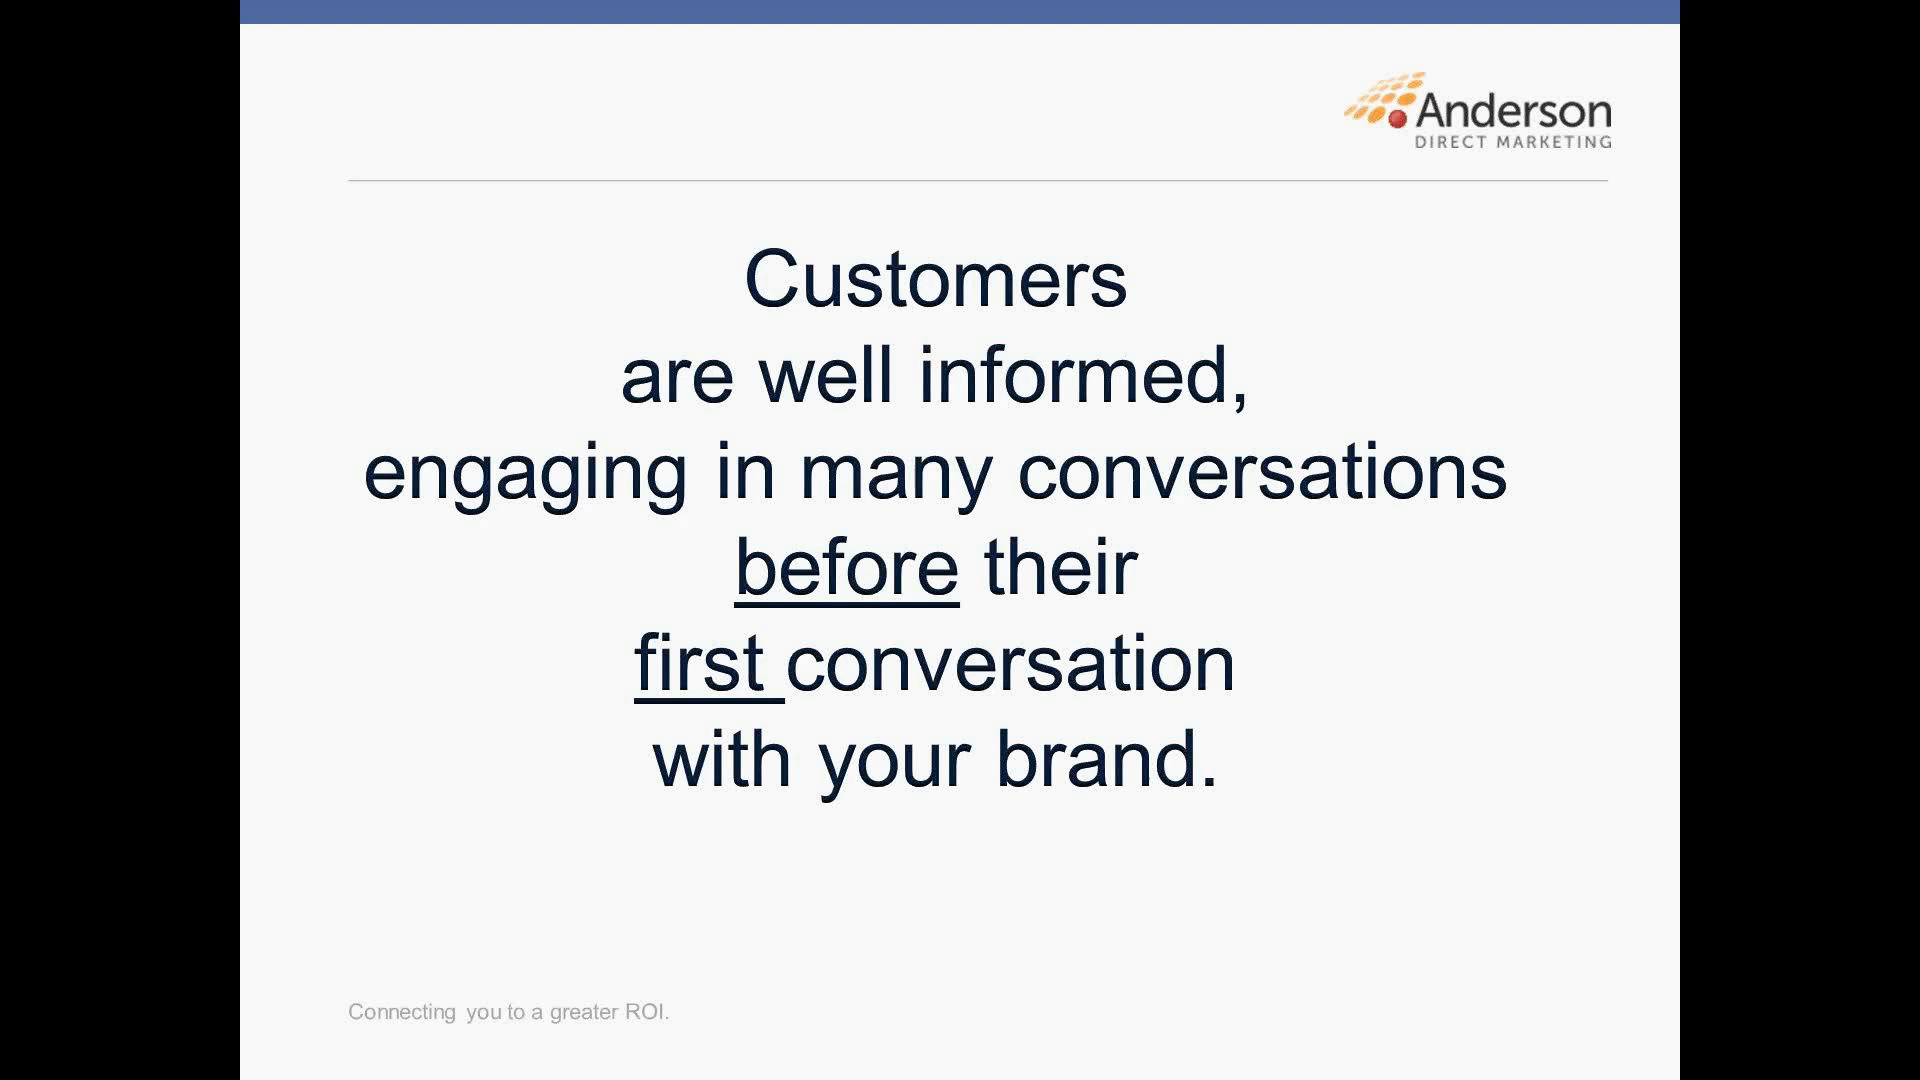 Anderson
DIRECT MARKETING
Customers
are well informed,
engaging in many conversations
before their
first conversation
with your brand.
Connecting you to a greater ROI.